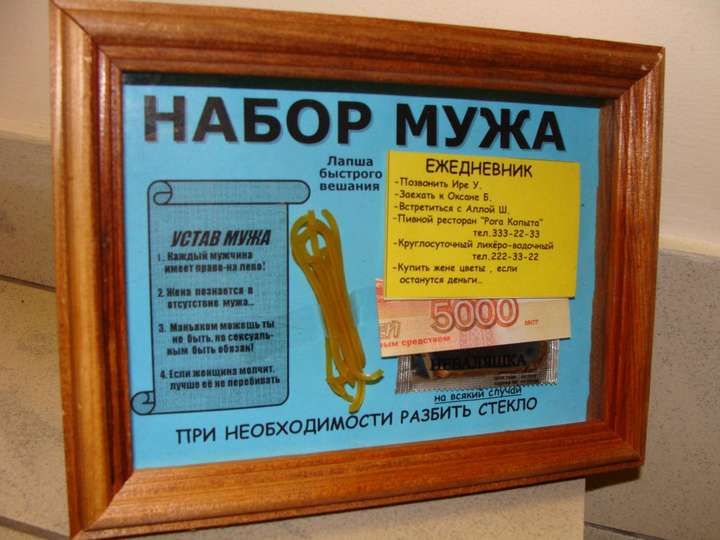 НАБОР МУЖА
Лапша
быстрого
вешания
ЕЖЕДНЕВНИК
-Позвонить Ире У.
-Заехать к Оксане Б.
-Встретиться с Аллой Ш.
-Пивной ресторан "Рога Копыта"
тел.333-22-33
-Круглосуточный ликёро-водочный
тел.222-33-22
-Купить жене цветы , если
останутся деньги..
УСТАВ МУЖА
1. Каждый мужчина
имеет право-на лево!
2. Жена познается в
отсутствие мужа...
3. Маньяком можешь ты
не быть, но сексуаль-
ным быть обязан!
4. Если женщина молчит,
лучше её не перебивать
5000
ым средством
НЕВАЛЯШКА
на всякий случай
ПРИ НЕОБХОДИМОСТИ РАЗБИТЬ СТЕКЛО